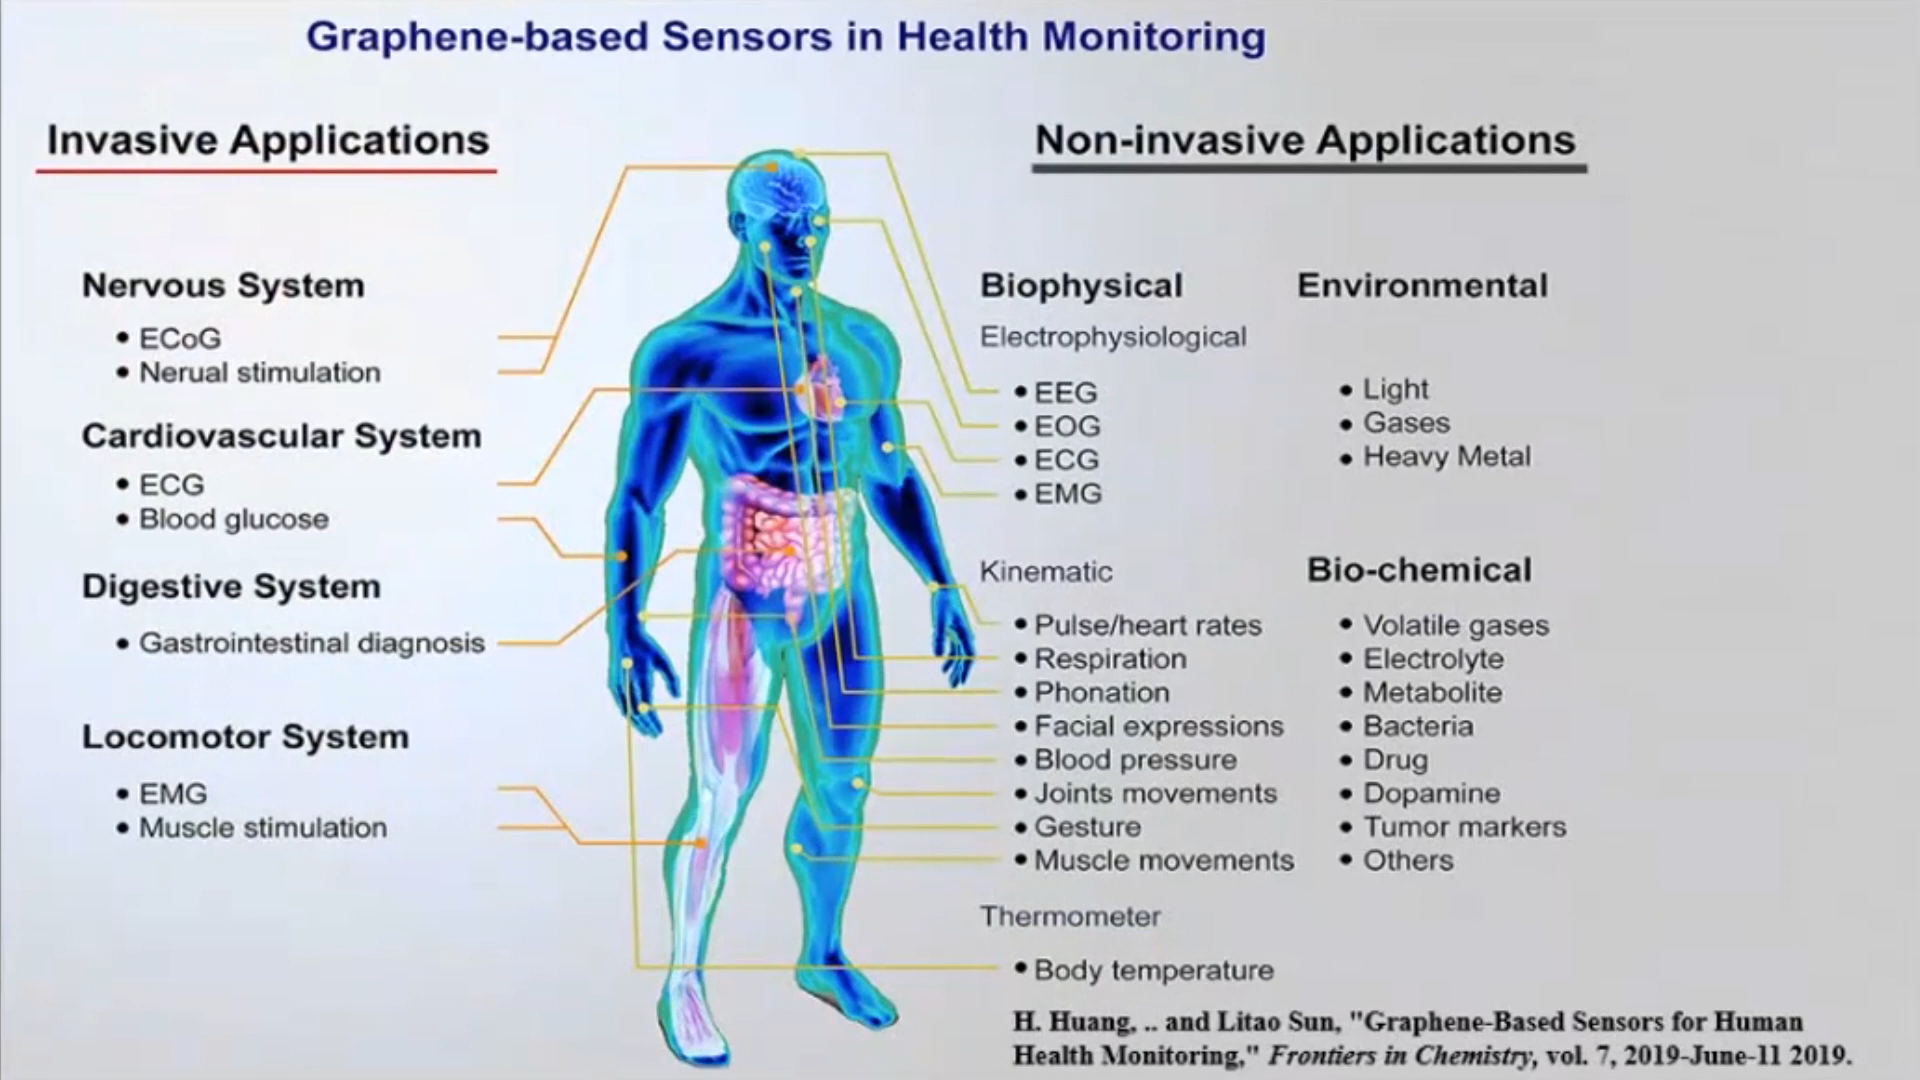 Graphene-based Sensors in Health Monitoring
Invasive Applications
Nervous System
• ECoG
• Nerual stimulation
Cardiovascular System
• ECG
• Blood glucose
Digestive System
• Gastrointestinal diagnosis
Locomotor System
• EMG
• Muscle stimulation
Non-invasive Applications
Biophysical
Electrophysiological
• EEG
• EOG
• ECG
• EMG
Kinematic
• Pulse/heart rates
• Respiration
• Phonation
• Facial expressions
• Blood pressure
• Joints movements
• Gesture
• Muscle movements
Thermometer
• Body temperature
Environmental
• Light
• Gases
• Heavy Metal
Bio-chemical
• Volatile gases
• Electrolyte
• Metabolite
• Bacteria
• Drug
• Dopamine
• Tumor markers
• Others
H. Huang, .. and Litao Sun, "Graphene-Based Sensors for Human
Health Monitoring," Frontiers in Chemistry, vol. 7, 2019-June-11 2019.